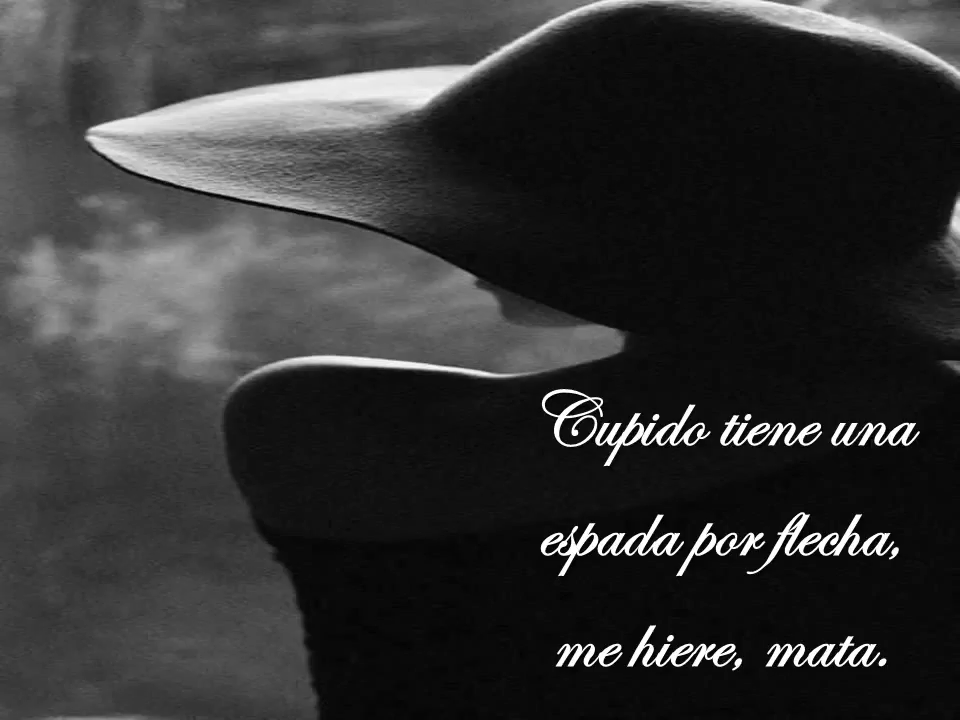 Cupido tiene una
espada por flecha,
me hiere, mata.